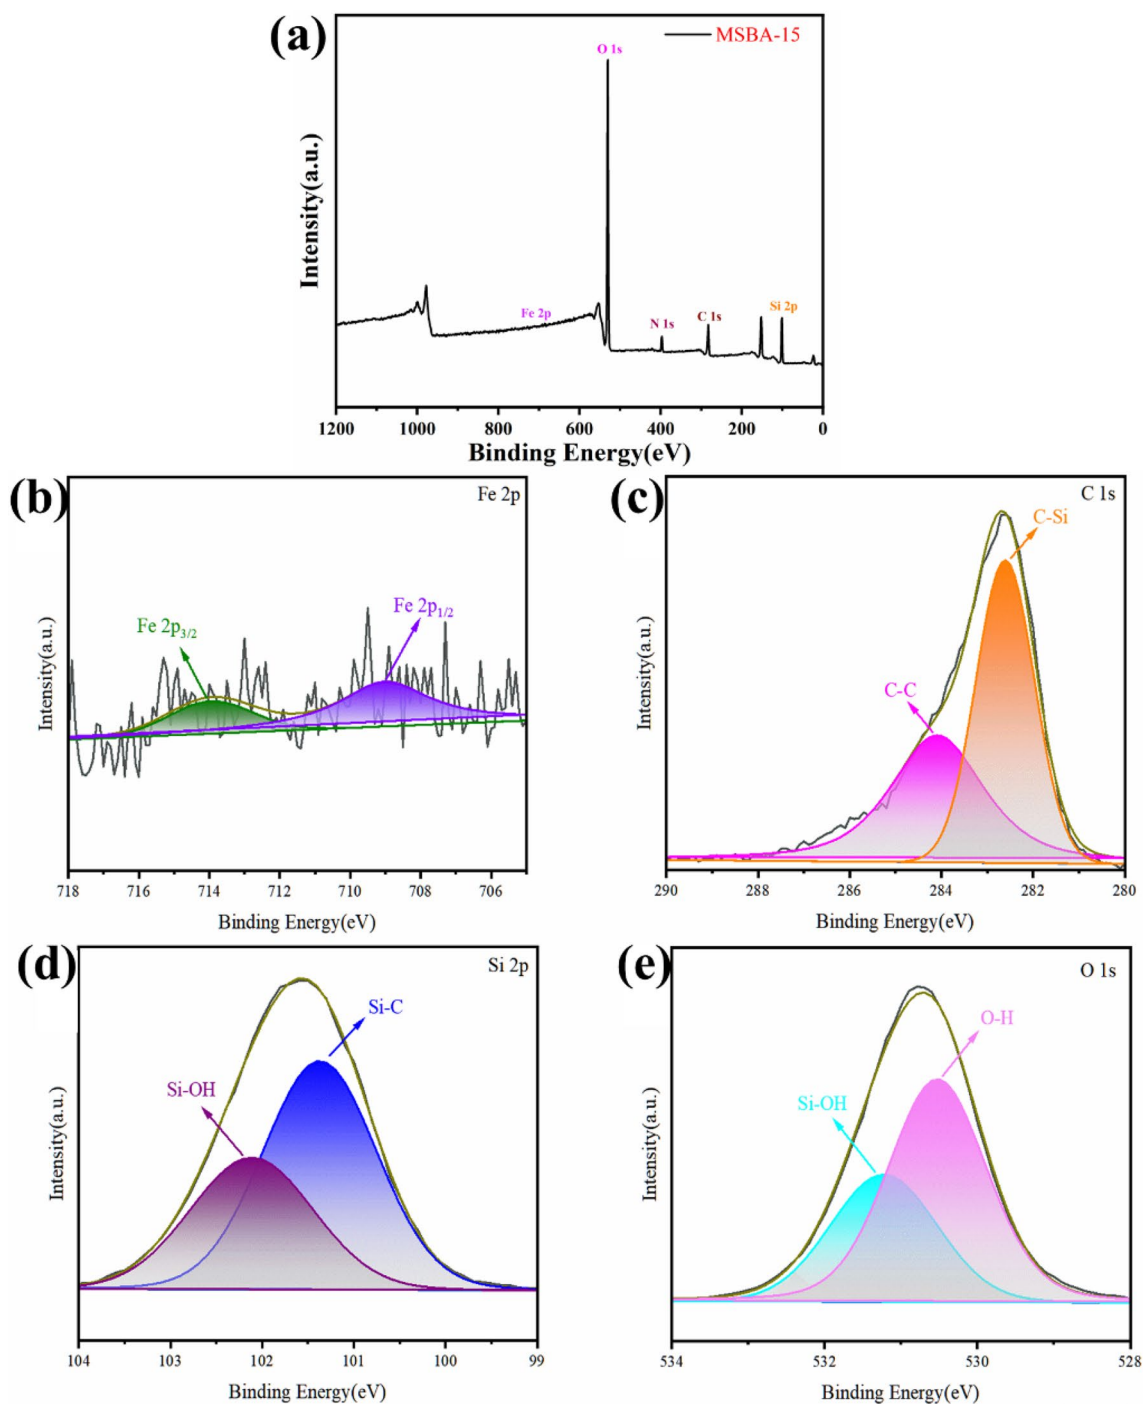 (a)
MSBA-15
O 1s
Fe 2p
N 1s
C 1s
Si 2p
Intensity(a.u.)
1200 1000 800 600 400 200 0
Binding Energy(eV)
(b)
Fe 2p
Fe 2p3/2
Fe 2p1/2
Intensity(a.u.)
718 716 714 712 710 708 706
Binding Energy(eV)
(c)
C 1s
C-Si
C-C
Intensity(a.u.)
290 288 286 284 282 280
Binding Energy(eV)
(d)
Si 2p
Si-C
Si-OH
Intensity(a.u.)
104 103 102 101 100 99
Binding Energy(eV)
(e)
O 1s
O-H
Si-OH
Intensity(a.u.)
534 532 530 528
Binding Energy(eV)